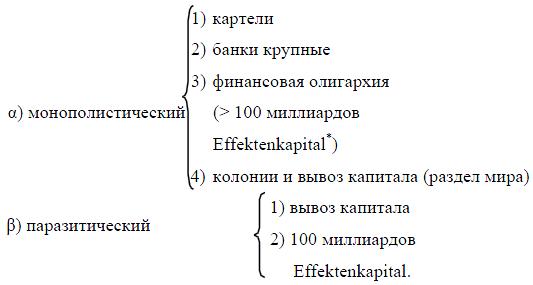 1) картели
2) банки крупные
3) финансовая олигархия
α) монополистический (> 100 миллиардов
Effektenkapital*)
4) колонии и вывоз капитала (раздел мира)
1) вывоз капитала
β) паразитический
2) 100 миллиардов
Effektenkapital.